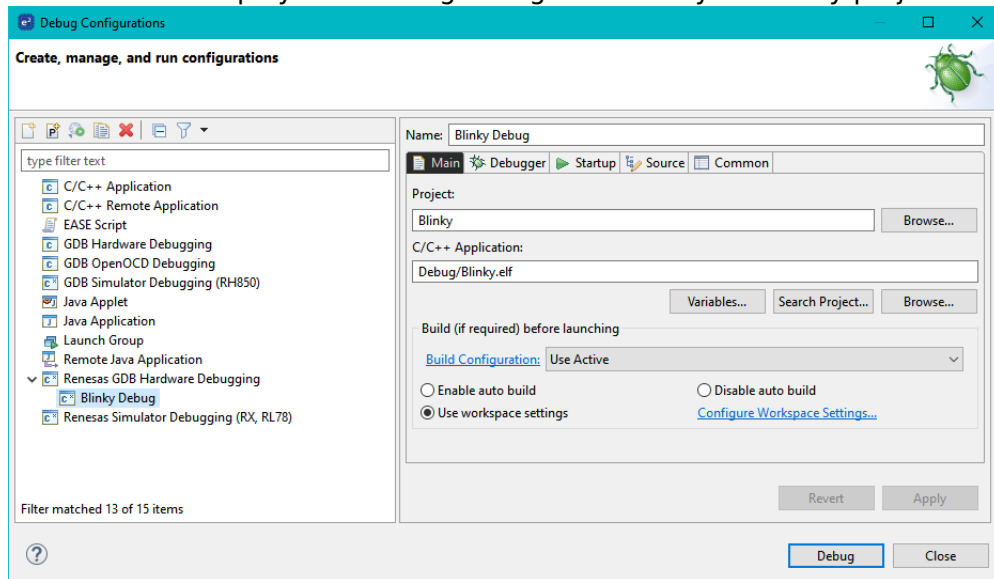 Debug Configurations
Create, manage, and run configurations
type filter text
C/C++ Application
C/C++ Remote Application
EASE Script
GDB Hardware Debugging
GDB OpenOCD Debugging
GDB Simulator Debugging (RH850)
Java Applet
Java Application
Launch Group
Remote Java Application
Renesas GDB Hardware Debugging
Blinky Debug
Renesas Simulator Debugging (RX, RL78)
Filter matched 13 of 15 items
Name: Blinky Debug
Main Debugger Startup Source Common
Project:
Blinky Browse...
C/C++ Application:
Debug/Blinky.elf
Variables... Search Project... Browse...
Build (if required) before launching
Build Configuration: Use Active
Enable auto build Disable auto build
Use workspace settings Configure Workspace Settings...
Revert Apply
Debug Close